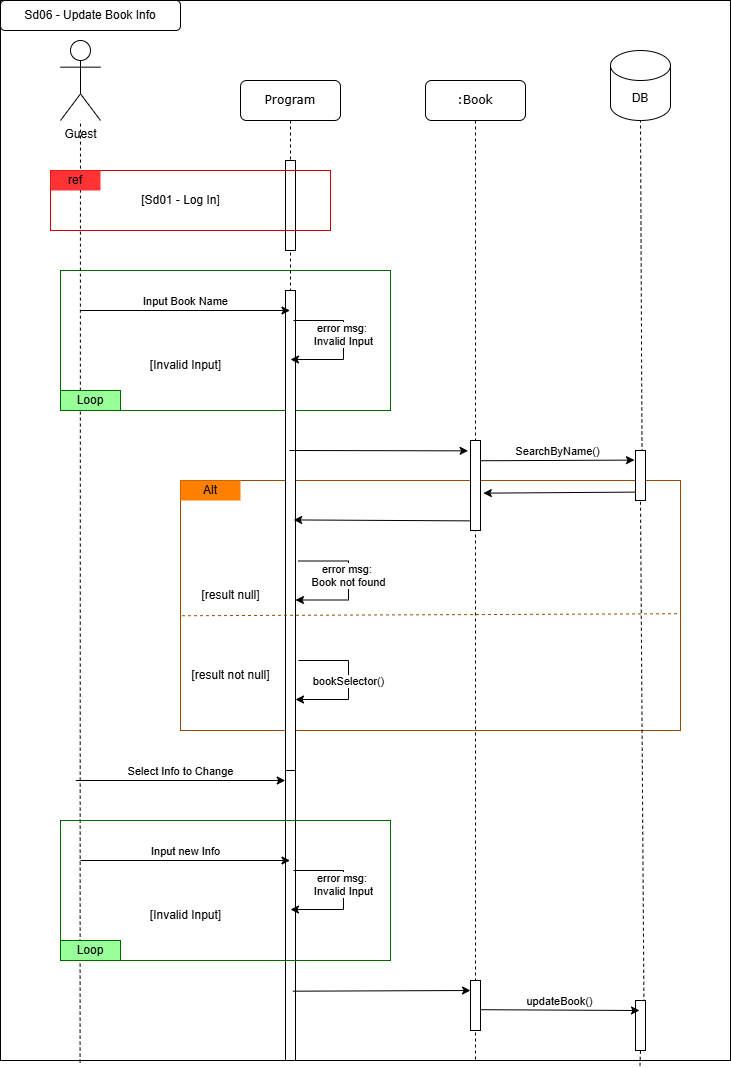 Sd06 - Update Book Info
Guest
Program
:Book
DB
ref
[Sd01 - Log In]
Input Book Name
error msg:
Invalid Input
[Invalid Input]
Loop
SearchByName()
Alt
error msg:
Book not found
[result null]
[result not null]
bookSelector()
Select Info to Change
Input new Info
error msg:
Invalid Input
[Invalid Input]
Loop
updateBook()